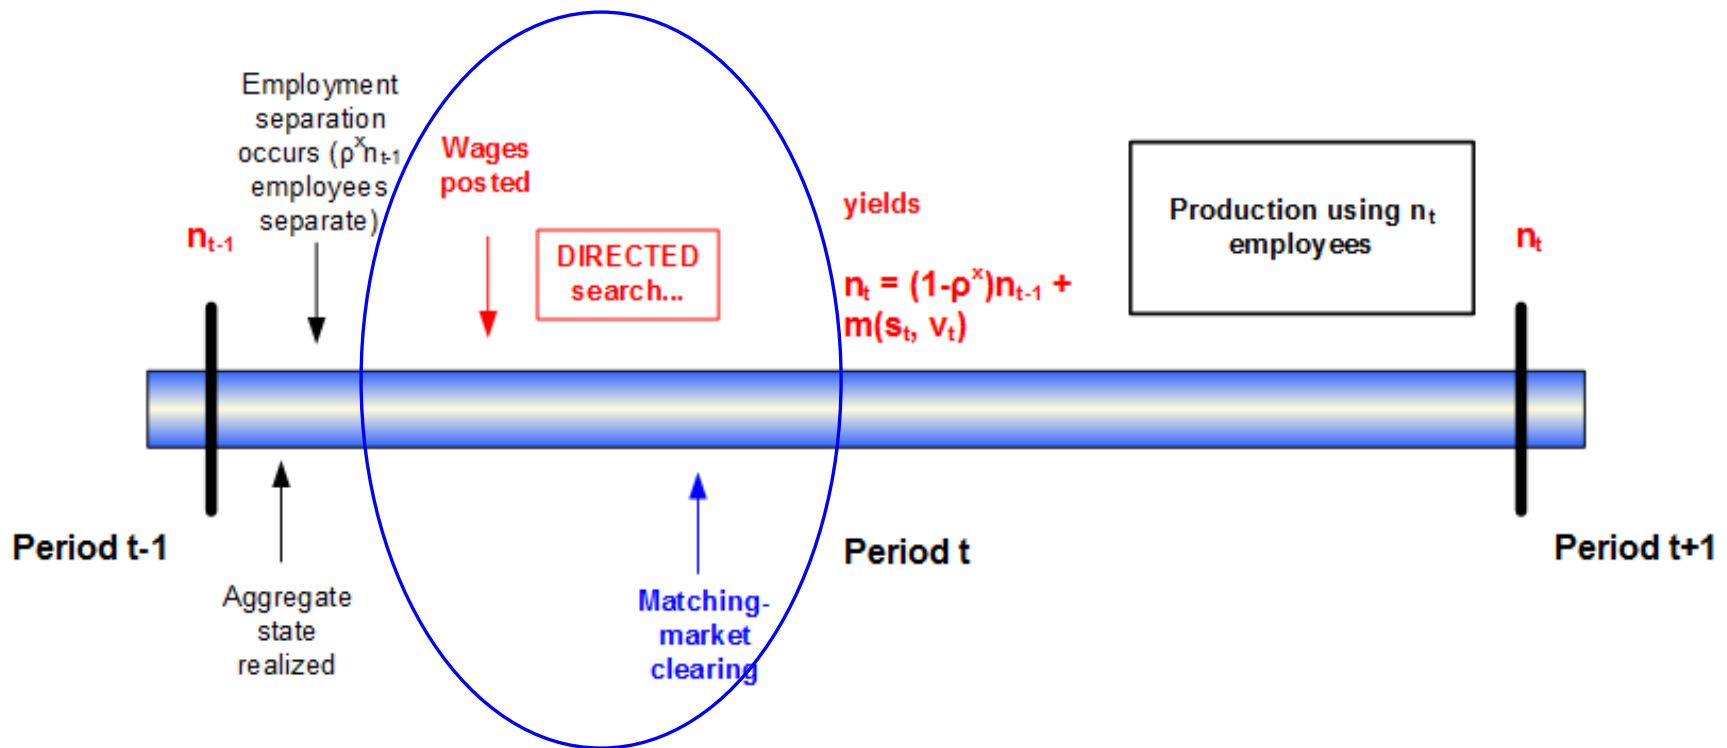 Employment
separation
occurs (ρˣnₜ₋₁
employees
separate)
nₜ₋₁
Wages
posted
DIRECTED
search...
yields
nₜ = (1-ρˣ)nₜ₋₁ +
m(sₜ, vₜ)
Production using nₜ
employees
nₜ
Period t-1
Aggregate
state
realized
Matching-
market
clearing
Period t
Period t+1